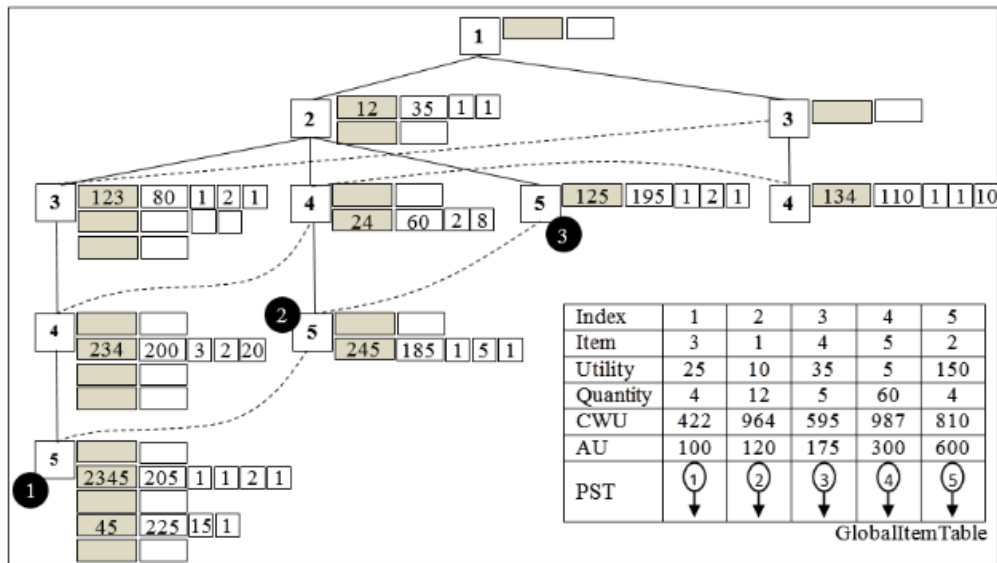 1
2 12 35 1 1
3
3 123 80 1 2 1
4
24 60 2 8
5 125 195 1 2 1
3
4 134 110 1 1 10
4
234 200 3 2 20
2
5
245 185 1 5 1
5
1
2345 205 1 1 2 1
45 225 15 1
Index 1 2 3 4 5
Item 3 1 4 5 2
Utility 25 10 35 5 150
Quantity 4 12 5 60 4
CWU 422 964 595 987 810
AU 100 120 175 300 600
PST 1 2 3 4 5
GlobalItemTable